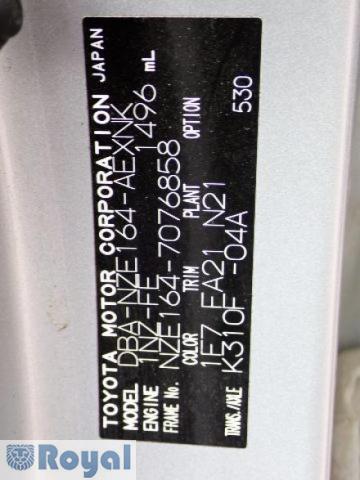 TOYOTA MOTOR CORPORATION JAPAN
MODEL DBA-NZE164-AEXNK
ENGINE 1NZ-FE 1496 mL
FRAME No. NZE164-7076858
COLOR TRIM PLANT OPTION
1E7 EA21 N21 530
TRANS./AXLE K310F -04A
Royal